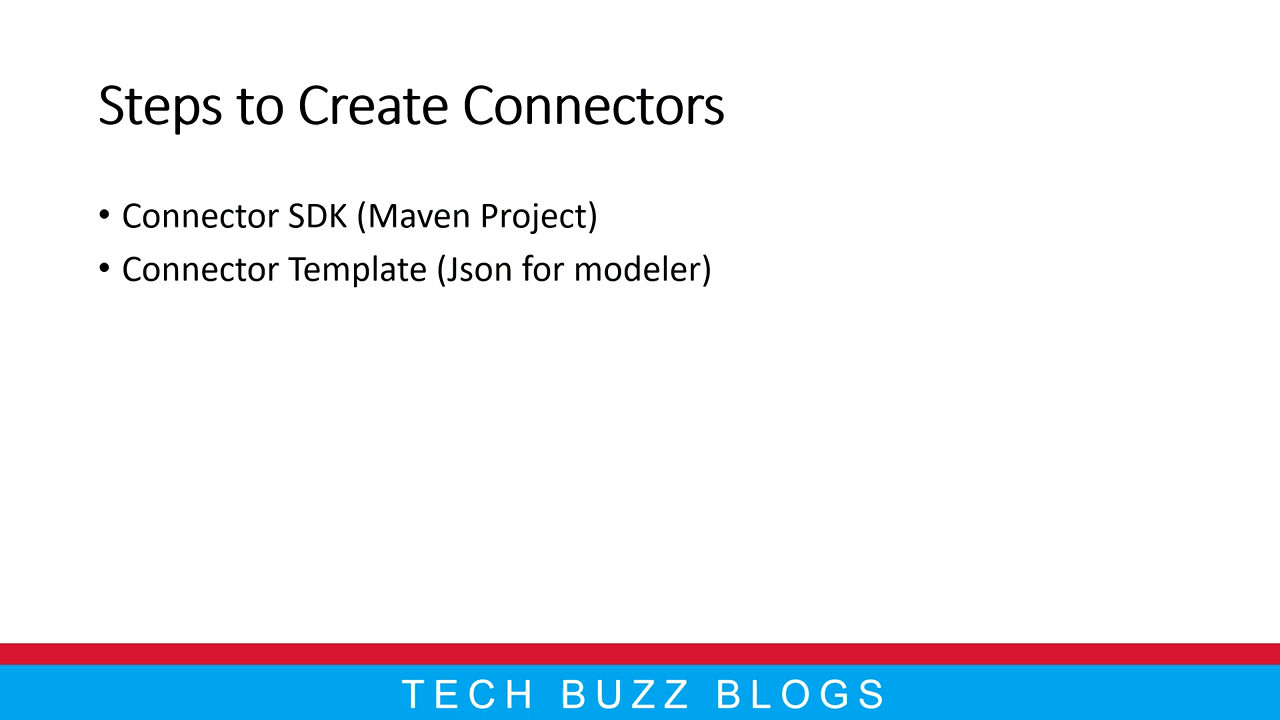 Steps to Create Connectors
• Connector SDK (Maven Project)
• Connector Template (Json for modeler)
TECH BUZZ BLOGS